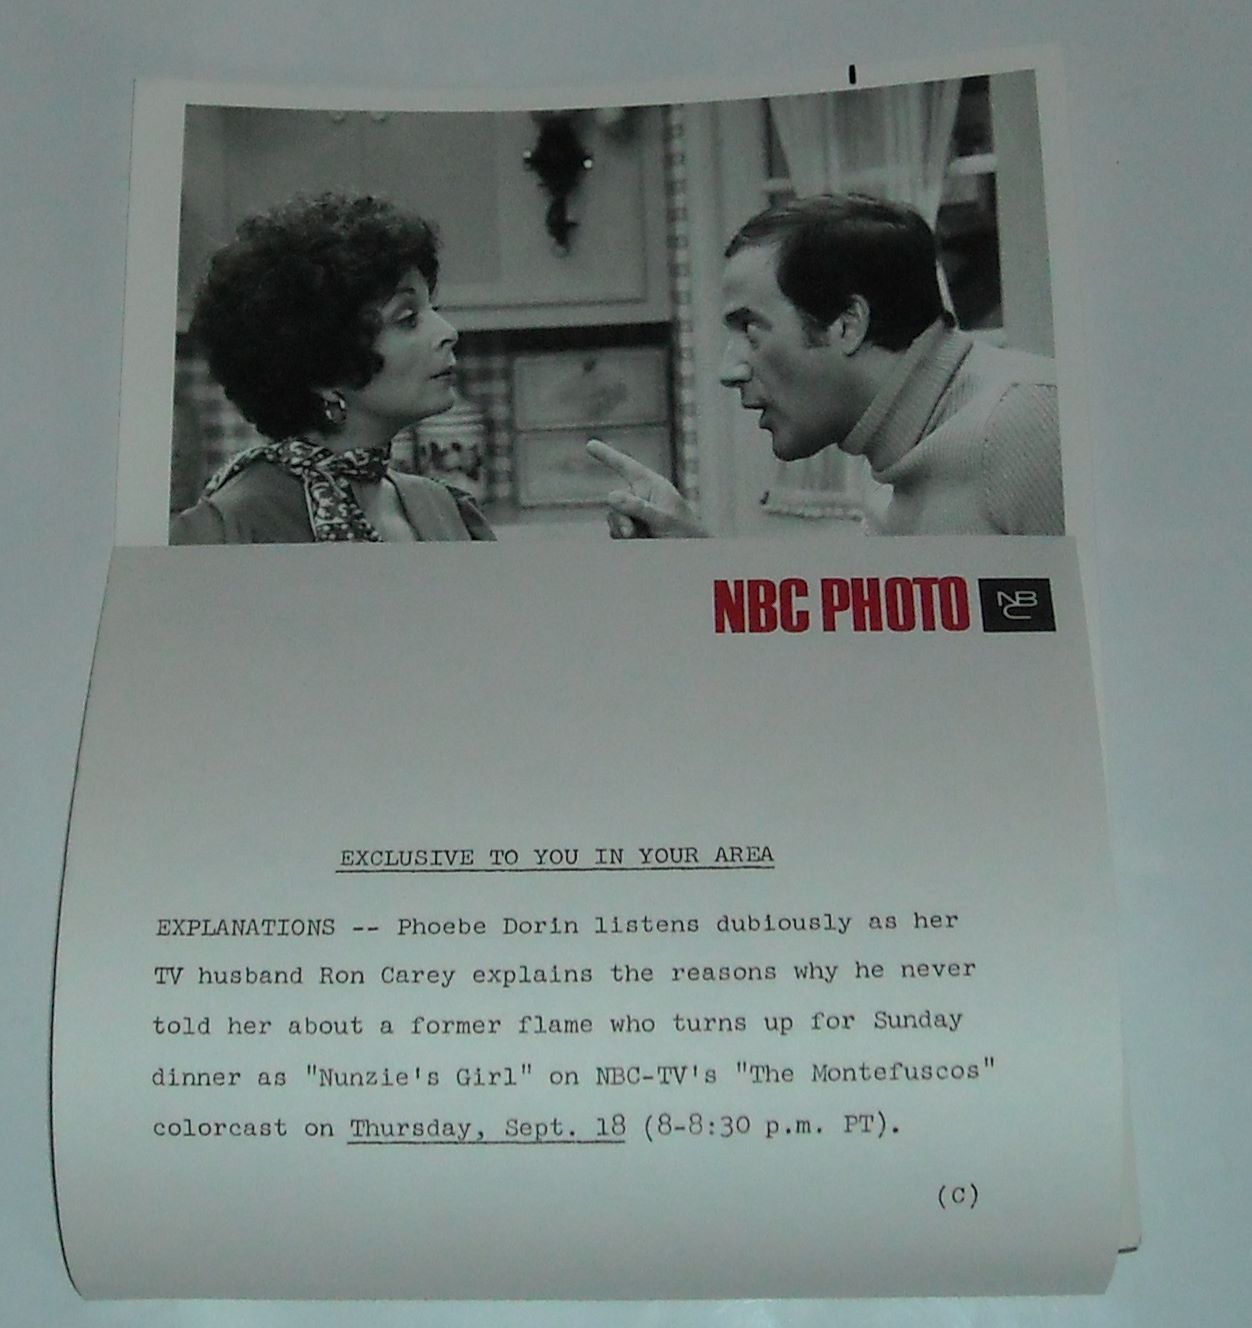 NBC PHOTO NBC
EXCLUSIVE TO YOU IN YOUR AREA
EXPLANATIONS -- Phoebe Dorin listens dubiously as her
TV husband Ron Carey explains the reasons why he never
told her about a former flame who turns up for Sunday
dinner as "Nunzie's Girl" on NBC-TV's "The Montefuscos"
colorcast on Thursday, Sept. 18 (8-8:30 p.m. PT).
(C)